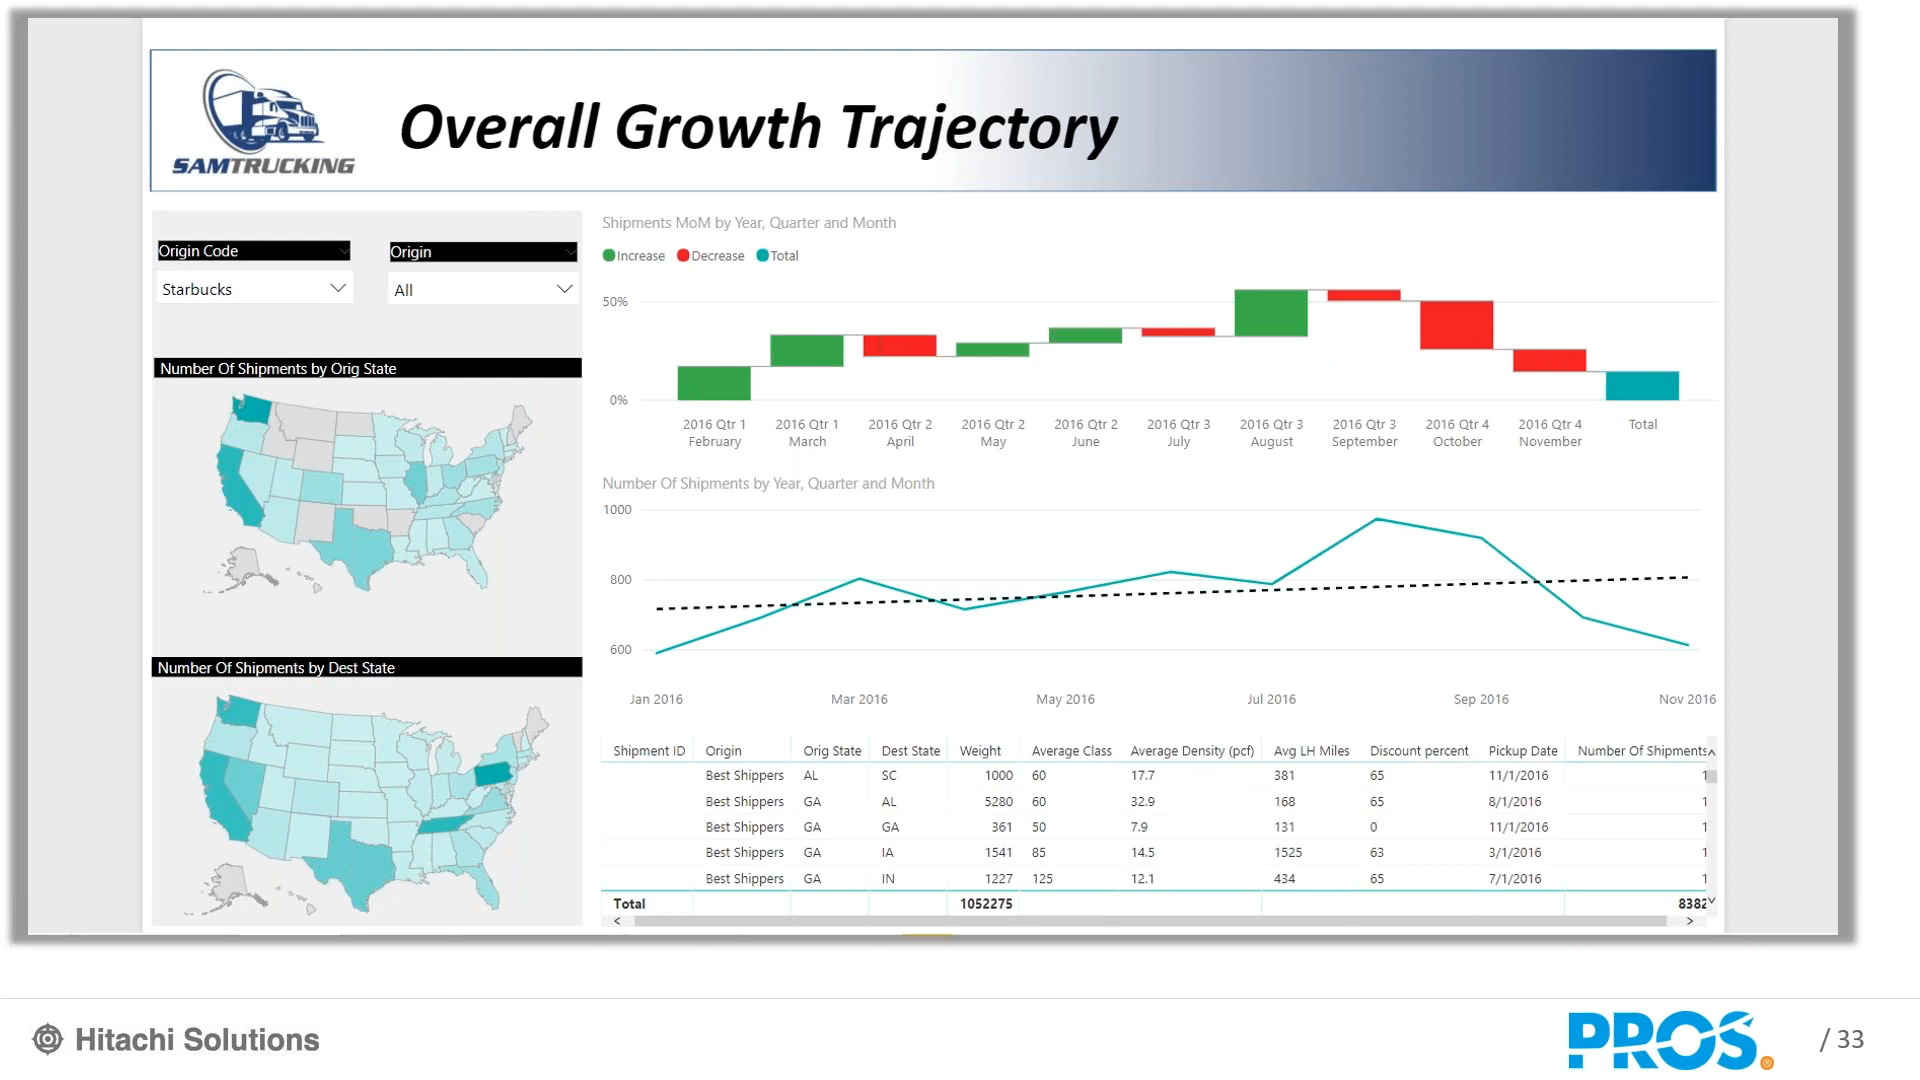 SAMTRUCKING
Overall Growth Trajectory
Origin Code
Origin
Starbucks
All
Number Of Shipments by Orig State
Number Of Shipments by Dest State
Shipments MoM by Year, Quarter and Month
Increase Decrease Total
50%
0%
2016 Qtr 1 2016 Qtr 1 2016 Qtr 2 2016 Qtr 2 2016 Qtr 2 2016 Qtr 3 2016 Qtr 3 2016 Qtr 3 2016 Qtr 4 2016 Qtr 4 Total
February March April May June July August September October November
Number Of Shipments by Year, Quarter and Month
1000
800
600
Jan 2016 Mar 2016 May 2016 Jul 2016 Sep 2016 Nov 2016
Shipment ID Origin Orig State Dest State Weight Average Class Average Density (pcf) Avg LH Miles Discount percent Pickup Date Number Of Shipments
Best Shippers AL SC 1000 60 17.7 381 65 11/1/2016 1
Best Shippers GA AL 5280 60 32.9 168 65 8/1/2016 1
Best Shippers GA GA 361 50 7.9 131 0 11/1/2016 1
Best Shippers GA IA 1541 85 14.5 1525 63 3/1/2016 1
Best Shippers GA IN 1227 125 12.1 434 65 7/1/2016 1
Total 1052275 8382
Hitachi Solutions
PROS
/ 33